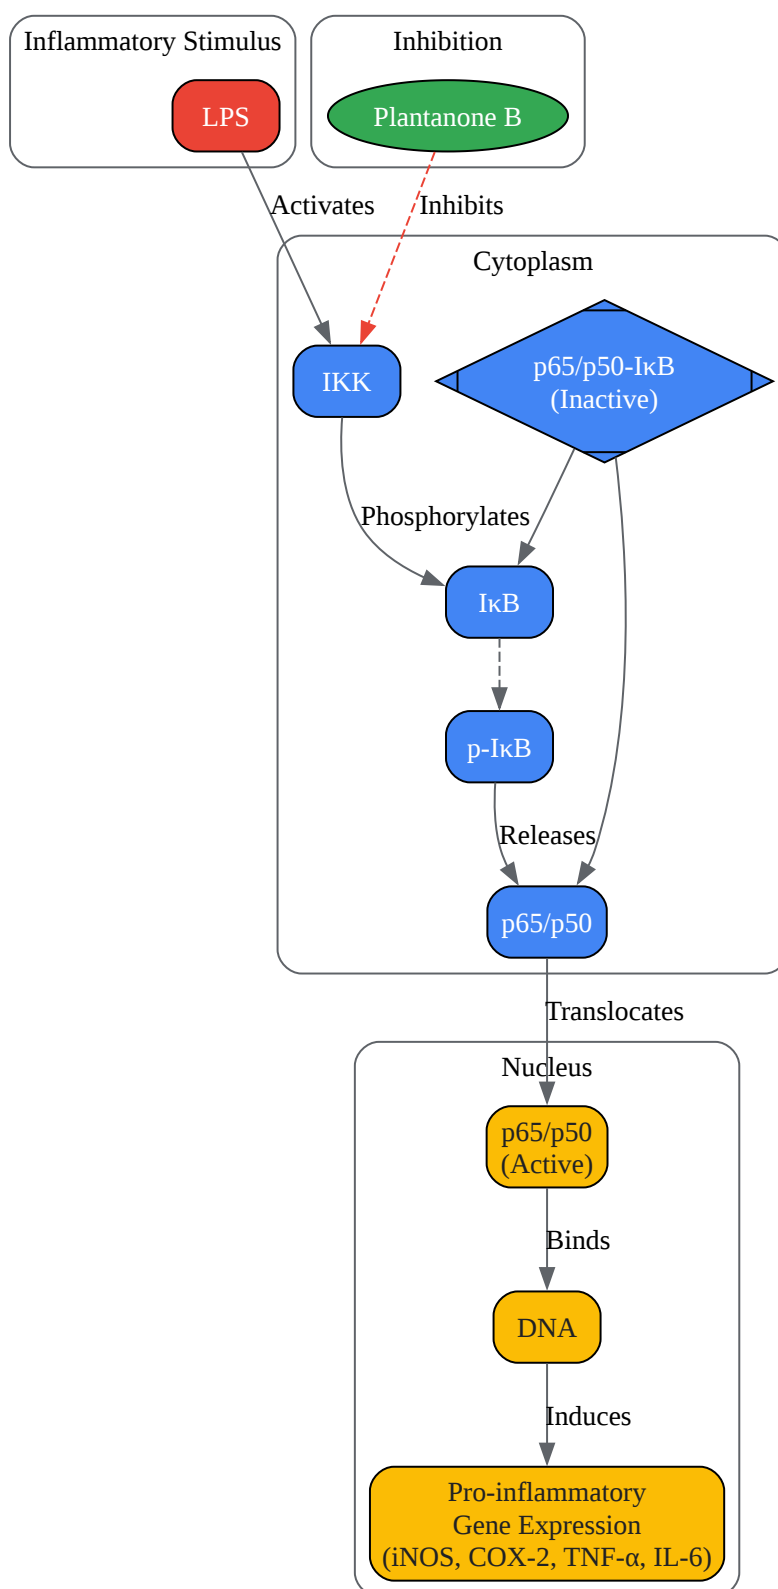 Inflammatory Stimulus
Inhibition
LPS
Plantanone B
Activates
Inhibits
Cytoplasm
IKK
p65/p50-IκB
(Inactive)
Phosphorylates
IκB
p-IκB
Releases
p65/p50
Translocates
Nucleus
p65/p50
(Active)
Binds
DNA
Induces
Pro-inflammatory
Gene Expression
(iNOS, COX-2, TNF-α, IL-6)